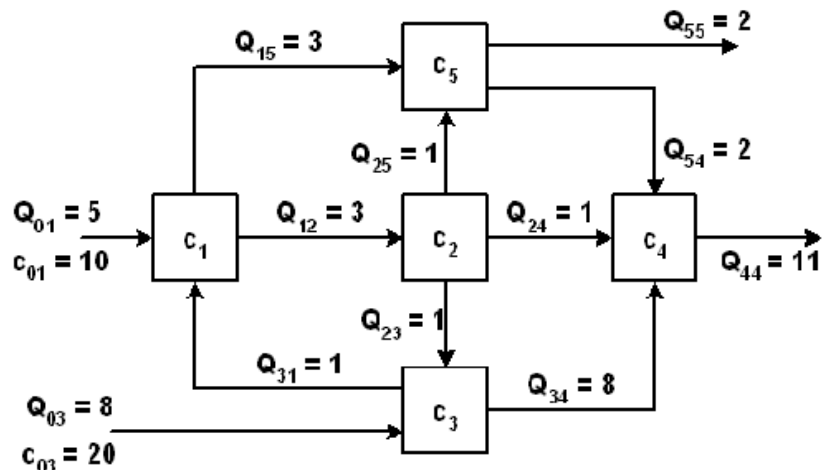 Q₅₅ = 2
Q₁₅ = 3
c₅
Q₂₅ = 1
Q₅₄ = 2
Q₀₁ = 5
c₀₁ = 10
c₁
Q₁₂ = 3
c₂
Q₂₄ = 1
c₄
Q₄₄ = 11
Q₂₃ = 1
Q₃₁ = 1
c₃
Q₃₄ = 8
Q₀₃ = 8
c₀₃ = 20